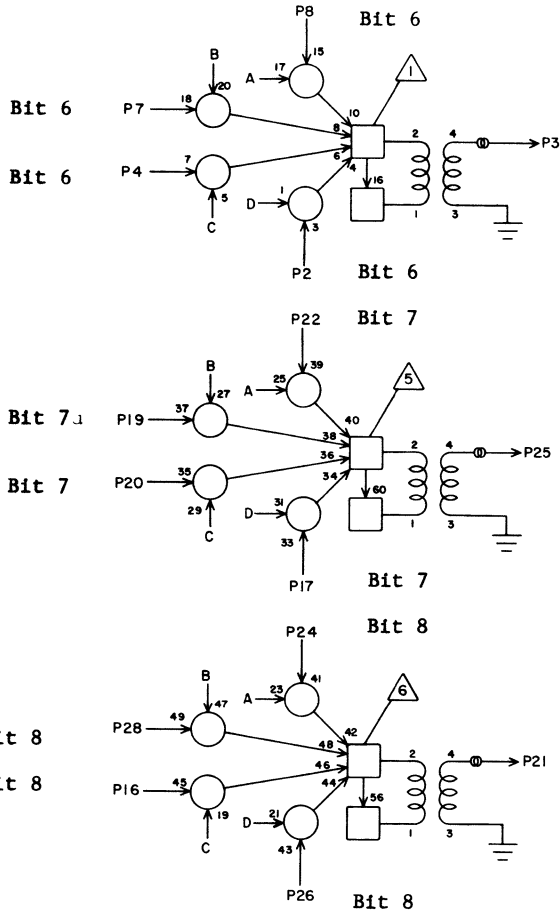 P8 Bit 6
B 17 15
A 1
20 10
Bit 6 P7 18 8 2 4 P3
Bit 6 P4 7 6 4 16
5 D 1 1 3
C 3
P2 Bit 6
P22 Bit 7
B 25 39
A 5
27 40
Bit 7 P19 37 38 2 4 P25
Bit 7 P20 35 36 34 60
29 D 31 1 3
C 33
P17 Bit 7
P24 Bit 8
B 23 41
A 6
47 42
P28 49 48 2 4 P21
it 8
it 8 P16 45 46 44 56
19 D 21 1 3
C 43
P26 Bit 8